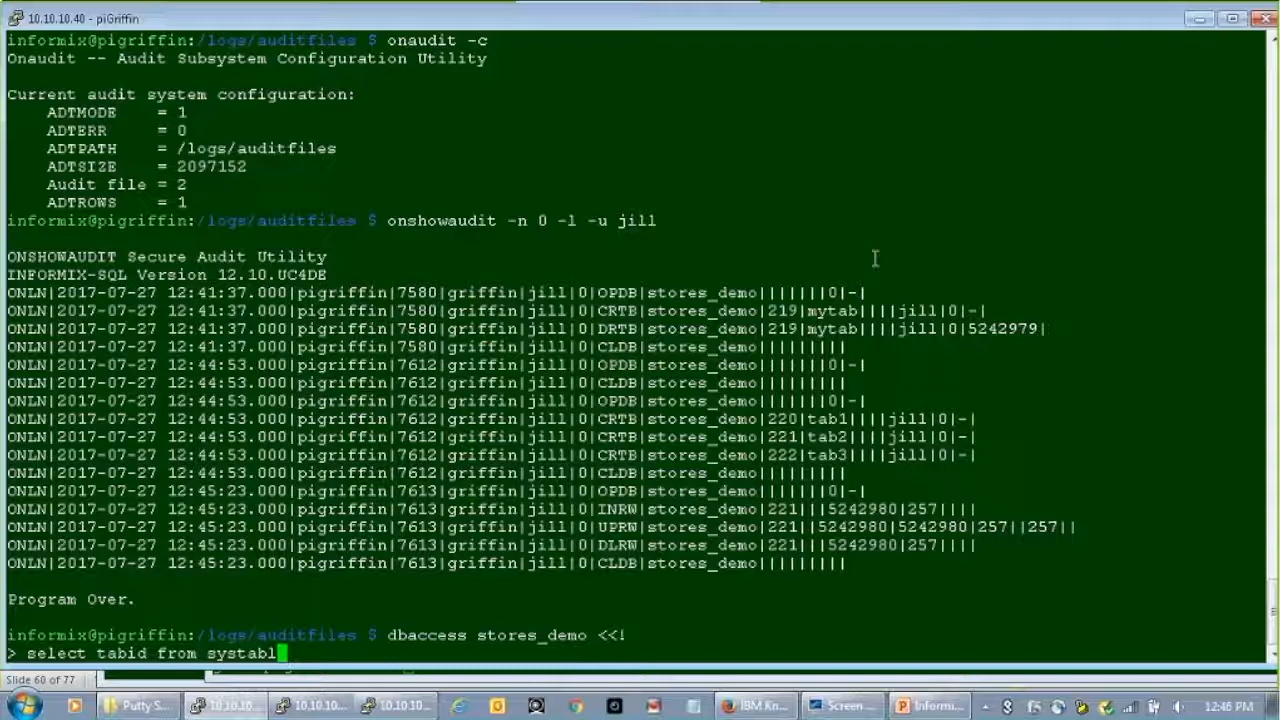 10.10.10.40 - piGriffin
informix@pigriffin:/logs/auditfiles $ onaudit -c
Onaudit -- Audit Subsystem Configuration Utility
Current audit system configuration:
ADTMODE = 1
ADTERR = 0
ADTPATH = /logs/auditfiles
ADTSIZE = 2097152
Audit file = 2
ADTROWS = 1
informix@pigriffin:/logs/auditfiles $ onshowaudit -n 0 -l -u jill
ONSHOWAUDIT Secure Audit Utility
INFORMIX-SQL Version 12.10.UC4DE
ONLN|2017-07-27 12:41:37.000|pigriffin|7580|griffin|jill|0|OPDB|stores_demo|||||||0|-|
ONLN|2017-07-27 12:41:37.000|pigriffin|7580|griffin|jill|0|CRTB|stores_demo|219|mytab||||jill|0|-|
ONLN|2017-07-27 12:41:37.000|pigriffin|7580|griffin|jill|0|DRTB|stores_demo|219|mytab||||jill|0|5242979|
ONLN|2017-07-27 12:41:37.000|pigriffin|7580|griffin|jill|0|CLDB|stores_demo|||||||||
ONLN|2017-07-27 12:44:53.000|pigriffin|7612|griffin|jill|0|OPDB|stores_demo|||||||0|-|
ONLN|2017-07-27 12:44:53.000|pigriffin|7612|griffin|jill|0|CLDB|stores_demo|||||||||
ONLN|2017-07-27 12:44:53.000|pigriffin|7612|griffin|jill|0|OPDB|stores_demo|||||||0|-|
ONLN|2017-07-27 12:44:53.000|pigriffin|7612|griffin|jill|0|CRTB|stores_demo|220|tab1||||jill|0|-|
ONLN|2017-07-27 12:44:53.000|pigriffin|7612|griffin|jill|0|CRTB|stores_demo|221|tab2||||jill|0|-|
ONLN|2017-07-27 12:44:53.000|pigriffin|7612|griffin|jill|0|CRTB|stores_demo|222|tab3||||jill|0|-|
ONLN|2017-07-27 12:44:53.000|pigriffin|7612|griffin|jill|0|CLDB|stores_demo|||||||||
ONLN|2017-07-27 12:45:23.000|pigriffin|7613|griffin|jill|0|OPDB|stores_demo|||||||0|-|
ONLN|2017-07-27 12:45:23.000|pigriffin|7613|griffin|jill|0|INRW|stores_demo|221|||5242980|257||||
ONLN|2017-07-27 12:45:23.000|pigriffin|7613|griffin|jill|0|UPRW|stores_demo|221||5242980|5242980|257||257||
ONLN|2017-07-27 12:45:23.000|pigriffin|7613|griffin|jill|0|DLRW|stores_demo|221|||5242980|257||||
ONLN|2017-07-27 12:45:23.000|pigriffin|7613|griffin|jill|0|CLDB|stores_demo|||||||||
Program Over.
informix@pigriffin:/logs/auditfiles $ dbaccess stores_demo <<!
> select tabid from systabl
Slide 60 of 77
Putty S... 10.10.10... 10.10.10... 10.10.10... IBM Kn... Screen... Informi... 12:46 PM